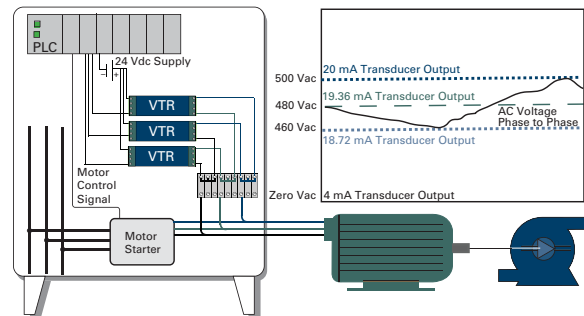 PLC
24 Vdc Supply
VTR
VTR
VTR
Motor
Control
Signal
Motor
Starter
500 Vac
480 Vac
460 Vac
Zero Vac
20 mA Transducer Output
19.36 mA Transducer Output
AC Voltage
Phase to Phase
18.72 mA Transducer Output
4 mA Transducer Output